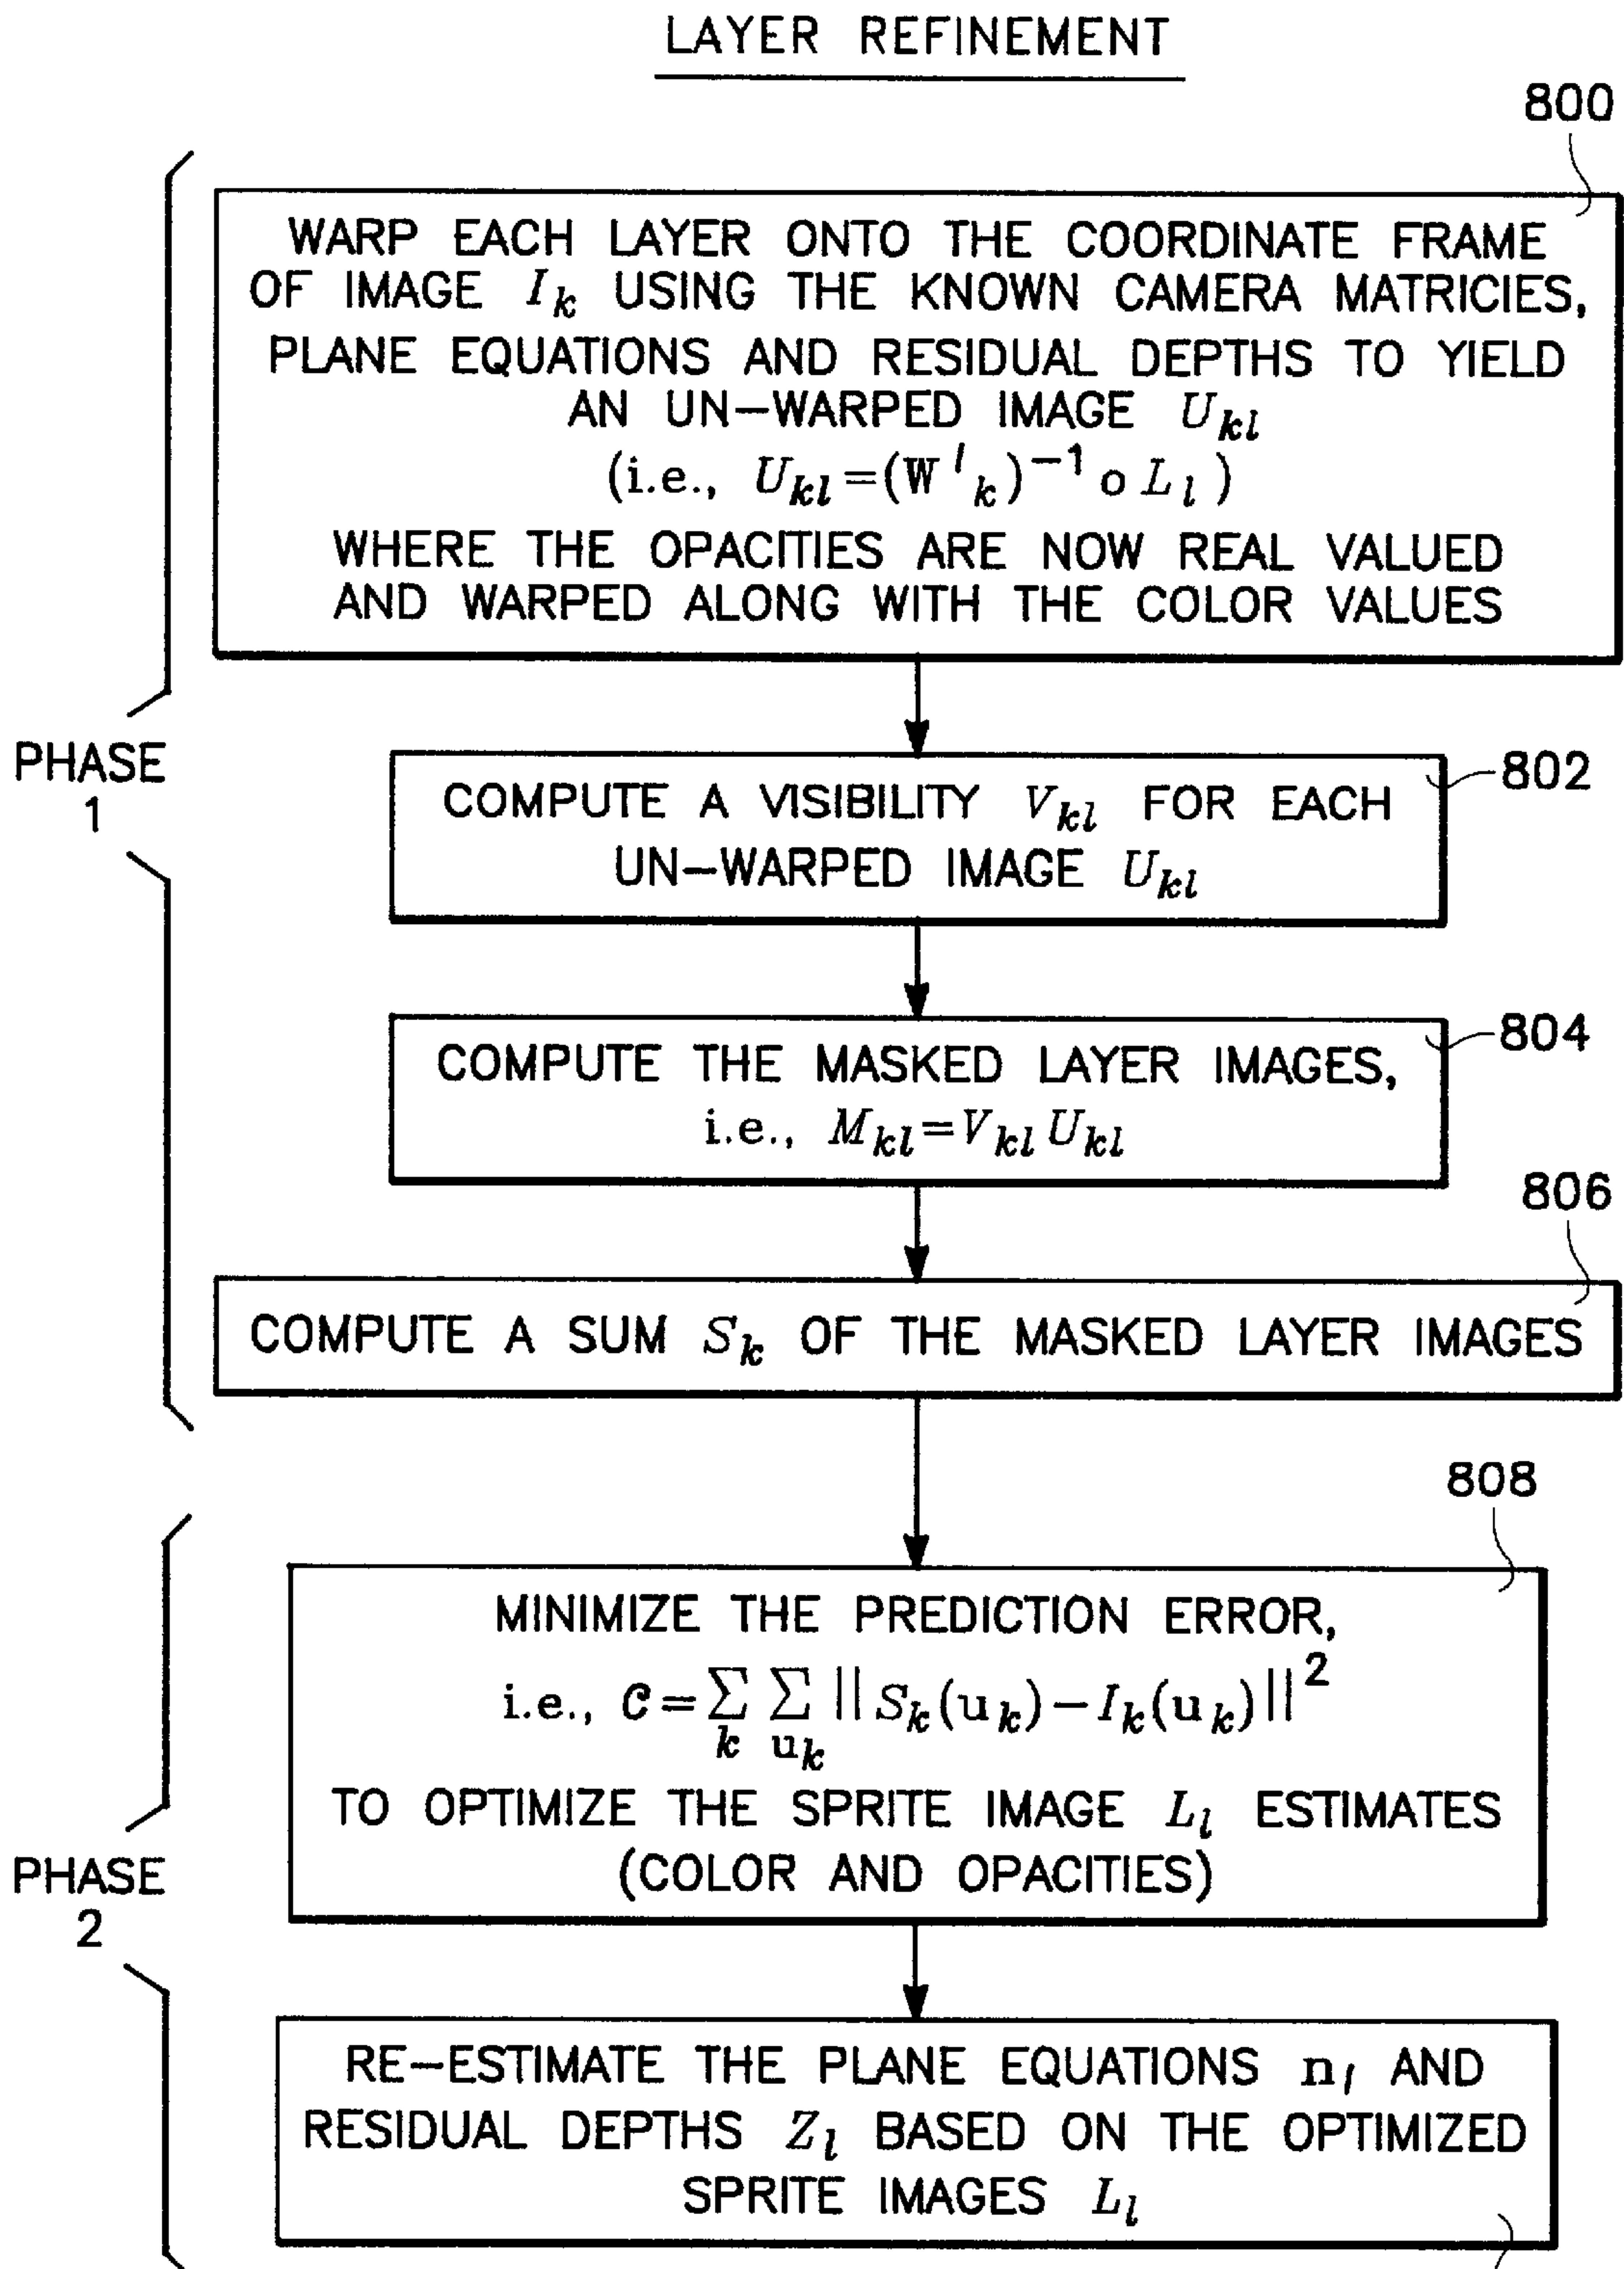 LAYER REFINEMENT
800
WARP EACH LAYER ONTO THE COORDINATE FRAME
OF IMAGE I_k USING THE KNOWN CAMERA MATRICIES,
PLANE EQUATIONS AND RESIDUAL DEPTHS TO YIELD
AN UN-WARPED IMAGE U_kl
(i.e., U_kl=(W^l_k)^-1 o L_l)
WHERE THE OPACITIES ARE NOW REAL VALUED
AND WARPED ALONG WITH THE COLOR VALUES
PHASE
1
802
COMPUTE A VISIBILITY V_kl FOR EACH
UN-WARPED IMAGE U_kl
804
COMPUTE THE MASKED LAYER IMAGES,
i.e., M_kl=V_kl U_kl
806
COMPUTE A SUM S_k OF THE MASKED LAYER IMAGES
808
MINIMIZE THE PREDICTION ERROR,
i.e., C=∑_k ∑_u_k ||S_k(u_k)-I_k(u_k)||^2
TO OPTIMIZE THE SPRITE IMAGE L_l ESTIMATES
(COLOR AND OPACITIES)
PHASE
2
RE-ESTIMATE THE PLANE EQUATIONS n_l AND
RESIDUAL DEPTHS Z_l BASED ON THE OPTIMIZED
SPRITE IMAGES L_l